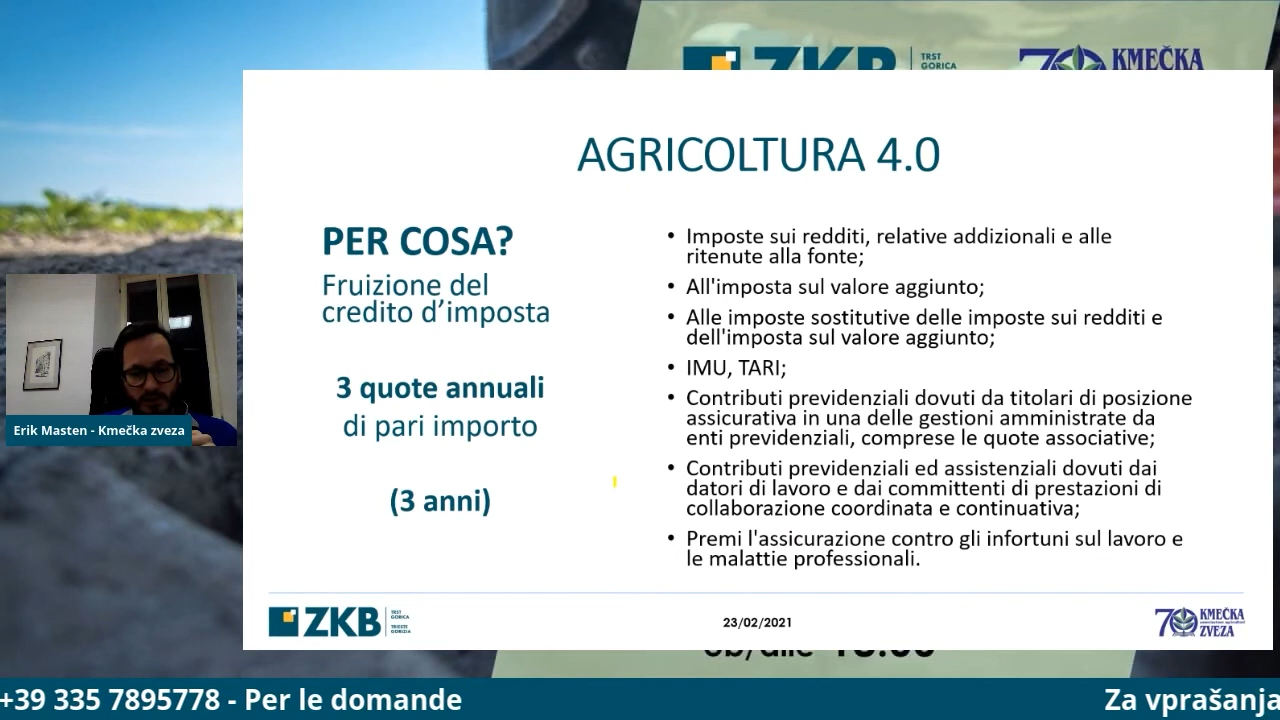 ZKB
TRST
GORICA
70 KMEČKA
AGRICOLTURA 4.0
PER COSA?
Fruizione del
credito d’imposta
3 quote annuali
di pari importo
(3 anni)
• Imposte sui redditi, relative addizionali e alle
ritenute alla fonte;
• All'imposta sul valore aggiunto;
• Alle imposte sostitutive delle imposte sui redditi e
dell'imposta sul valore aggiunto;
• IMU, TARI;
• Contributi previdenziali dovuti da titolari di posizione
assicurativa in una delle gestioni amministrate da
enti previdenziali, comprese le quote associative;
• Contributi previdenziali ed assistenziali dovuti dai
datori di lavoro e dai committenti di prestazioni di
collaborazione coordinata e continuativa;
• Premi l'assicurazione contro gli infortuni sul lavoro e
le malattie professionali.
Erik Masten - Kmečka zveza
ZKB
TRST
GORICA
TRIESTE
GORIZIA
23/02/2021
70 KMEČKA
ZVEZA
ob/alle 18.00
+39 335 7895778 - Per le domande
Za vprašanja